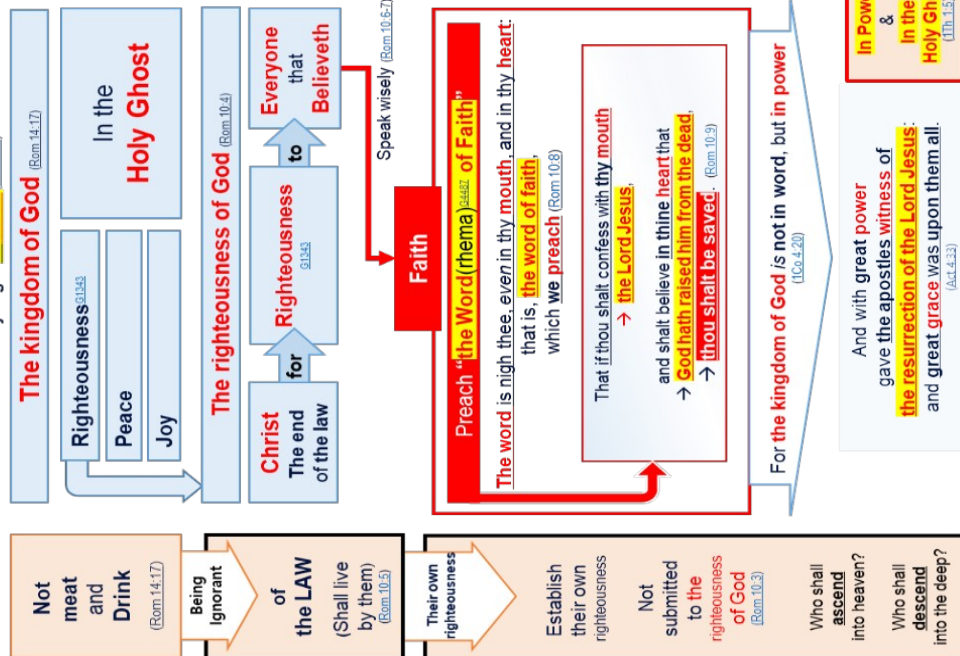 The kingdom of God (Rom 14:17)
Righteousness G1343
Peace
Joy
In the
Holy Ghost
The righteousness of God (Rom 10:4)
Christ
The end
of the law
for
Righteousness
G1343
to
Everyone
that
Believeth
Speak wisely (Rom 10:6-7)
Faith
Preach “the Word(rhema)G4487 of Faith”
The word is nigh thee, even in thy mouth, and in thy heart:
that is, the word of faith,
which we preach (Rom 10:8)
That if thou shalt confess with thy mouth
→ the Lord Jesus,
and shalt believe in thine heart that
→ God hath raised him from the dead,
→ thou shalt be saved. (Rom 10:9)
For the kingdom of God is not in word, but in power
(1Co 4:20)
And with great power
gave the apostles witness of
the resurrection of the Lord Jesus:
and great grace was upon them all.
(Act 4:33)
&
In the
(1Th 1:5
Not
meat
and
Drink
(Rom 14:17)
Being
Ignorant
of
the LAW
(Shall live
by them)
(Rom 10:5)
Their own
righteousness
Establish
their own
righteousness
Not
submitted
to the
righteousness
of God
(Rom 10:3)
Who shall
ascend
into heaven?
Who shall
descend
into the deep?